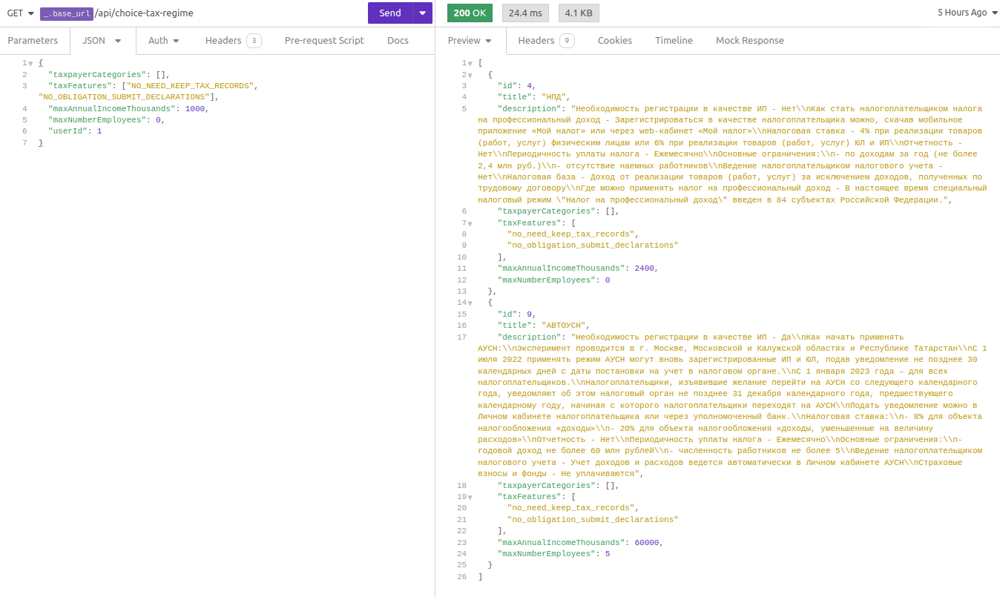 GET _.base_url /api/choice-tax-regime Send 200 OK 24.4 ms 4.1 KB 5 Hours Ago
Parameters JSON Auth Headers 3 Pre-request Script Docs Preview Headers 9 Cookies Timeline Mock Response
1 {
2 "taxpayerCategories": [],
3 "taxFeatures": ["NO_NEED_KEEP_TAX_RECORDS",
"NO_OBLIGATION_SUBMIT_DECLARATIONS"],
4 "maxAnnualIncomeThousands": 1000,
5 "maxNumberEmployees": 0,
6 "userId": 1
7 }
1 [
2 {
3 "id": 4,
4 "title": "НПД",
5 "description": "Необходимость регистрации в качестве ИП - Нет\\nКак стать налогоплательщиком налога
на профессиональный доход - Зарегистрироваться в качестве налогоплательщика можно, скачав мобильное
приложение «Мой налог» или через web-кабинет «Мой налог»\\nНалоговая ставка - 4% при реализации товаров
(работ, услуг) физическим лицам или 6% при реализации товаров (работ, услуг) ЮЛ и ИП\\nОтчетность -
Нет\\nПериодичность уплаты налога - Ежемесячно\\nОсновные ограничения:\\n- по доходам за год (не более
2,4 млн руб.)\\n- отсутствие наемных работников\\nВедение налогоплательщиком налогового учета -
Нет\\nНалоговая база - Доход от реализации товаров (работ, услуг) за исключением доходов, полученных по
трудовому договору\\nГде можно применять налог на профессиональный доход - В настоящее время специальный
налоговый режим \"Налог на профессиональный доход\" введен в 84 субъектах Российской Федерации.",
6 "taxpayerCategories": [],
7 "taxFeatures": [
8 "no_need_keep_tax_records",
9 "no_obligation_submit_declarations"
10 ],
11 "maxAnnualIncomeThousands": 2400,
12 "maxNumberEmployees": 0
13 },
14 {
15 "id": 9,
16 "title": "АВТОУСН",
17 "description": "Необходимость регистрации в качестве ИП - Да\\nКак начать применять
АУСН:\\nЭксперимент проводится в г. Москве, Московской и Калужской областях и Республике Татарстан\\nС 1
июля 2022 применять режим АУСН могут вновь зарегистрированные ИП и ЮЛ, подав уведомление не позднее 30
календарных дней с даты постановки на учет в налоговом органе.\\nС 1 января 2023 года – для всех
налогоплательщиков.\\nНалогоплательщики, изъявившие желание перейти на АУСН со следующего календарного
года, уведомляют об этом налоговый орган не позднее 31 декабря календарного года, предшествующего
календарному году, начиная с которого налогоплательщики переходят на АУСН\\nПодать уведомление можно в
Личном кабинете налогоплательщика или через уполномоченный банк.\\nНалоговая ставка:\\n- 8% для объекта
налогообложения «доходы»\\n- 20% для объекта налогообложения «доходы, уменьшенные на величину
расходов»\\nОтчетность - Нет\\nПериодичность уплаты налога - Ежемесячно\\nОсновные ограничения:\\n-
годовой доход не более 60 млн рублей\\n- численность работников не более 5\\nВедение налогоплательщиком
налогового учета - Учет доходов и расходов ведется автоматически в Личном кабинете АУСН\\nСтраховые
взносы и фонды - Не уплачиваются",
18 "taxpayerCategories": [],
19 "taxFeatures": [
20 "no_need_keep_tax_records",
21 "no_obligation_submit_declarations"
22 ],
23 "maxAnnualIncomeThousands": 60000,
24 "maxNumberEmployees": 5
25 }
26 ]